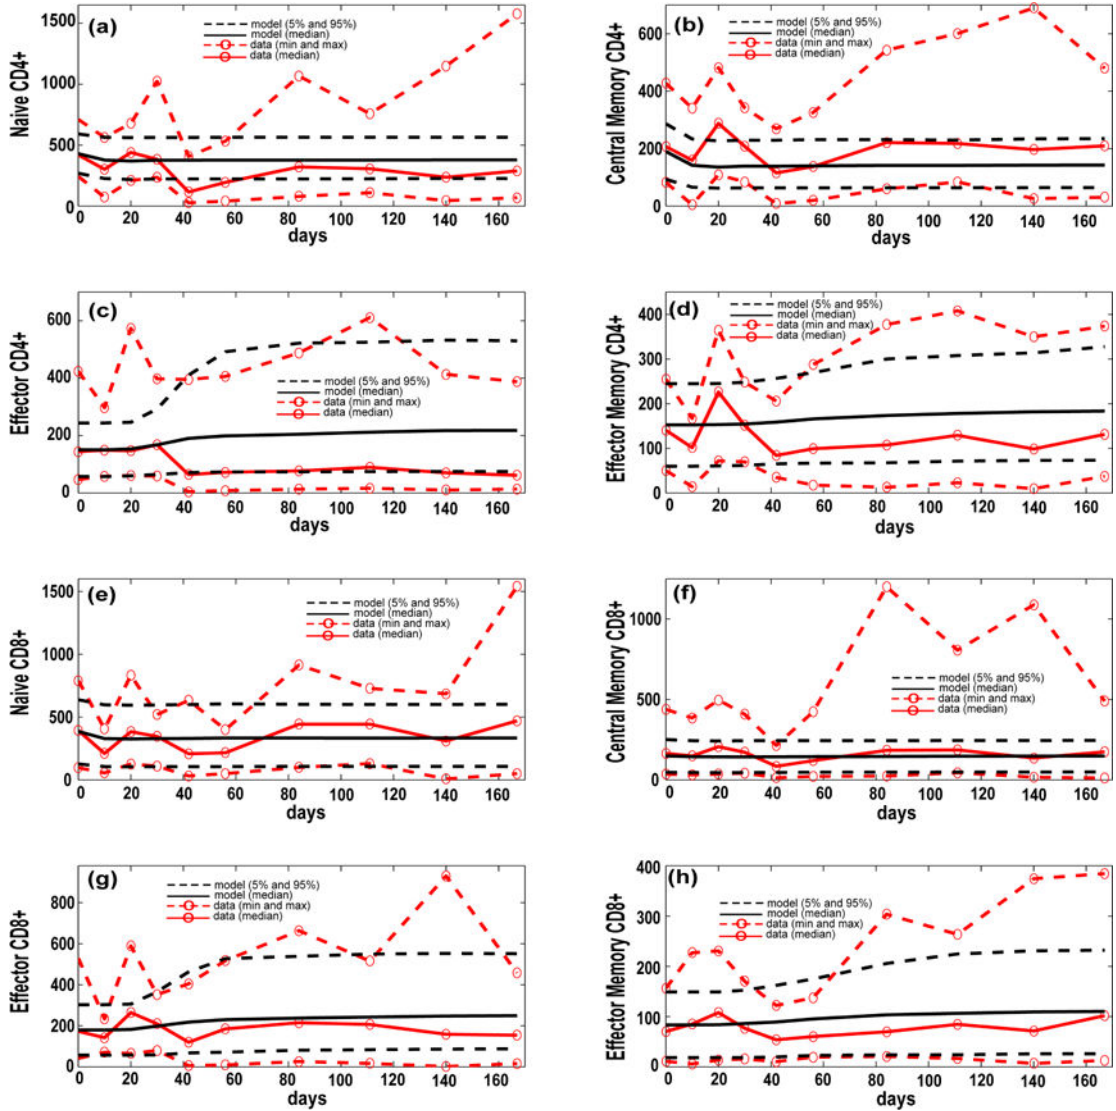 (a)
model (5% and 95%)
model (median)
data (min and max)
data (median)
Naive CD4+
1500
1000
500
0
0 20 40 60 80 100 120 140 160
days
(b)
model (5% and 95%)
model (median)
data (min and max)
data (median)
Central Memory CD4+
600
400
200
0
0 20 40 60 80 100 120 140 160
days
(c)
model (5% and 95%)
model (median)
data (min and max)
data (median)
Effector CD4+
600
400
200
0
0 20 40 60 80 100 120 140 160
days
(d)
model (5% and 95%)
model (median)
data (min and max)
data (median)
Effector Memory CD4+
400
300
200
100
0
0 20 40 60 80 100 120 140 160
days
(e)
model (5% and 95%)
model (median)
data (min and max)
data (median)
Naive CD8+
1500
1000
500
0
0 20 40 60 80 100 120 140 160
days
(f)
model (5% and 95%)
model (median)
data (min and max)
data (median)
Central Memory CD8+
1000
500
0
0 20 40 60 80 100 120 140 160
days
(g)
model (5% and 95%)
model (median)
data (min and max)
data (median)
Effector CD8+
800
600
400
200
0
0 20 40 60 80 100 120 140 160
days
(h)
model (5% and 95%)
model (median)
data (min and max)
data (median)
Effector Memory CD8+
400
300
200
100
0
0 20 40 60 80 100 120 140 160
days